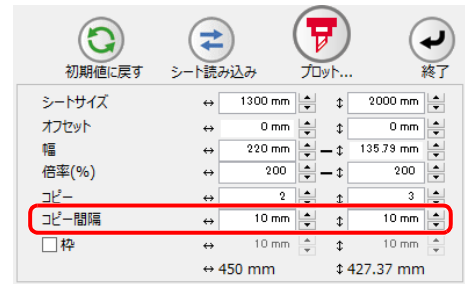 初期値に戻す シート読み込み プロット... 終了
シートサイズ ↔ 1300 mm ↕ 2000 mm
オフセット ↔ 0 mm ↕ 0 mm
幅 ↔ 220 mm ↕ 135.79 mm
倍率(%) ↔ 200 ↕ 200
コピー ↔ 2 ↕ 3
コピー間隔 ↔ 10 mm ↕ 10 mm
枠 ↔ 10 mm ↕ 10 mm
↔ 450 mm ↕ 427.37 mm